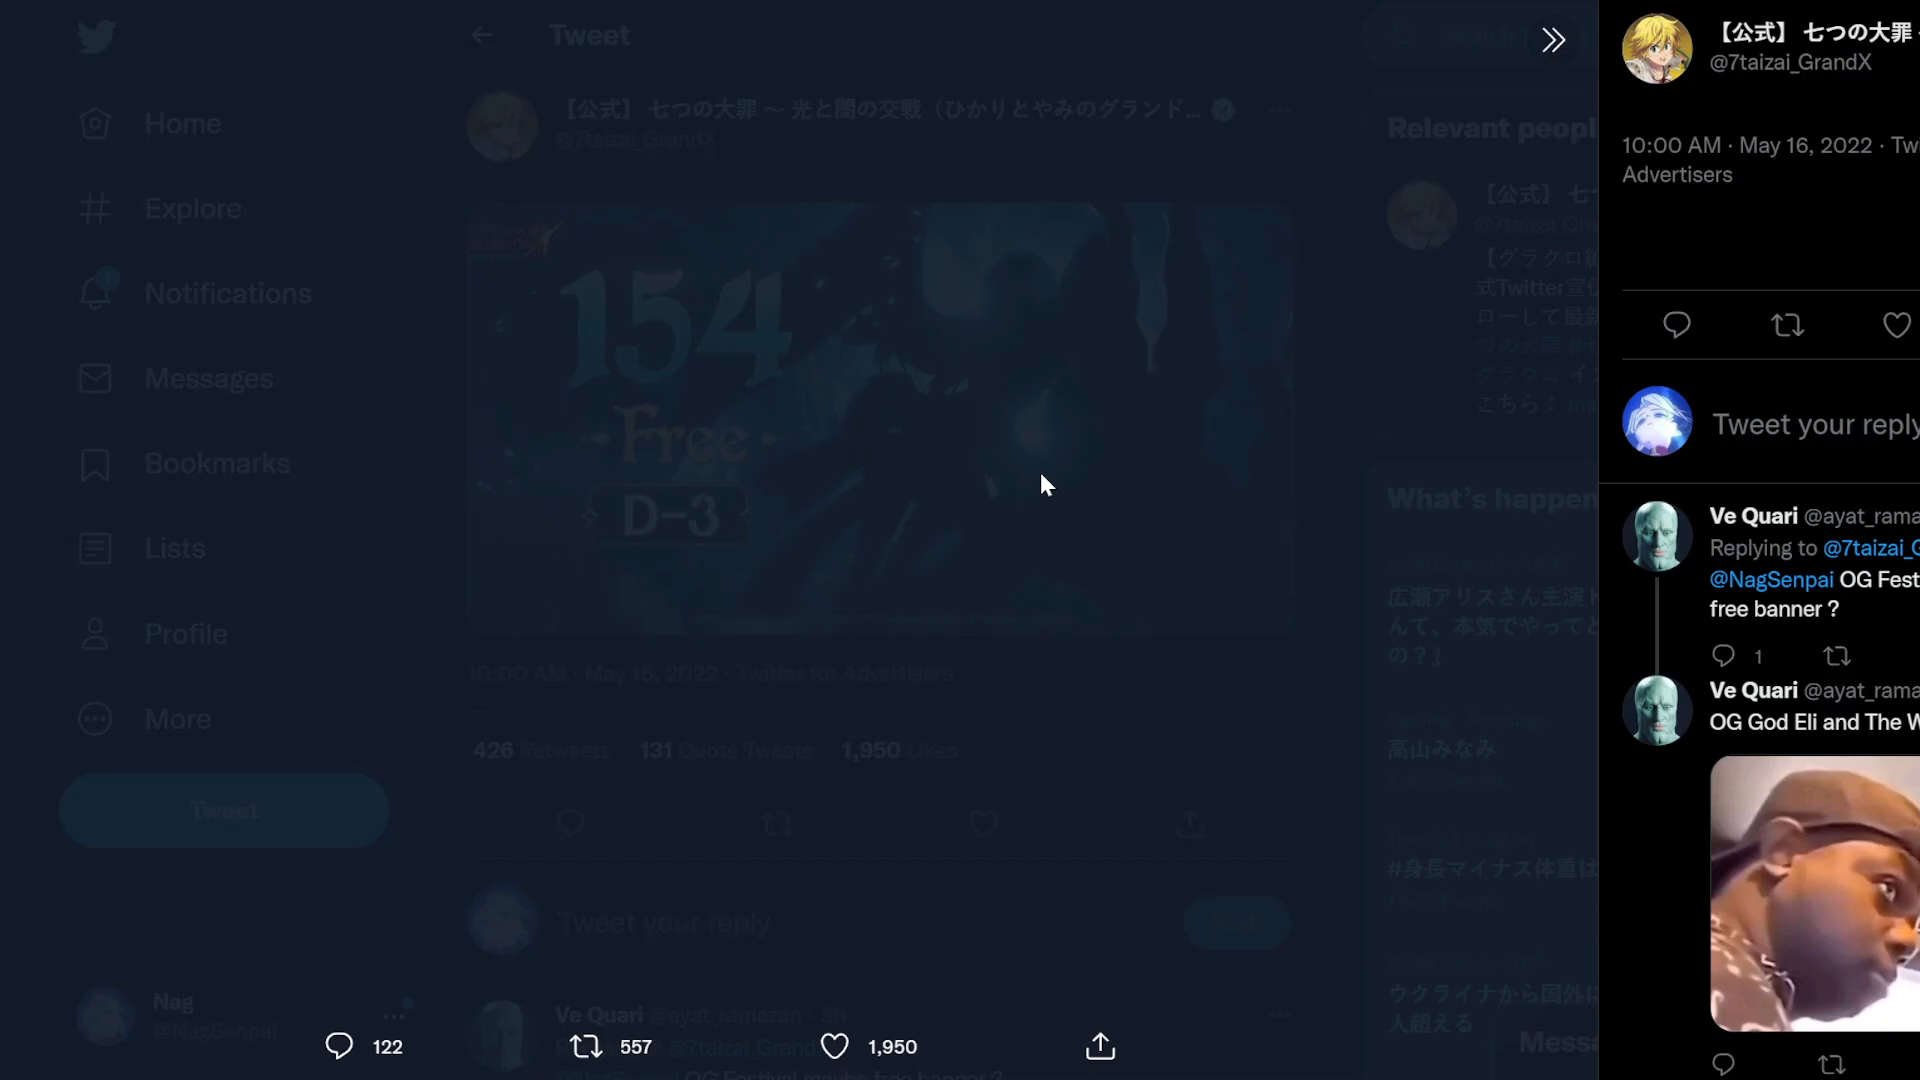 Home
Explore
Notifications
Messages
Bookmarks
Lists
Profile
More
Tweet
Nag
@NagSenpai
Tweet
【公式】 七つの大罪 ～ 光と闇の交戦（ひかりとやみのグランド...
@7taizai_GrandX
154
Free
D-3
10:00 AM · May 16, 2022 · Twitter for Advertisers
426 Retweets 131 Quote Tweets 1,950 Likes
Tweet your reply
Ve Quari @ayat_ramazan
@7taizai_Grand
122
557
1,950
Relevant peopl
【公式】 七
【グラクロ
式Twitter
ローして最新
こちら：
What's happen
広瀬アリスさん主演
んて、本気でやってと
の？』
高山みなみ
#身長マイナス体重は
ウクライナから国外に
人超える
Mess
【公式】 七つの大罪
@7taizai_GrandX
10:00 AM · May 16, 2022 · Tw
Advertisers
Tweet your reply
Ve Quari @ayat_rama
Replying to @7taizai_G
@NagSenpai OG Fest
free banner ?
1
Ve Quari @ayat_rama
OG God Eli and The W